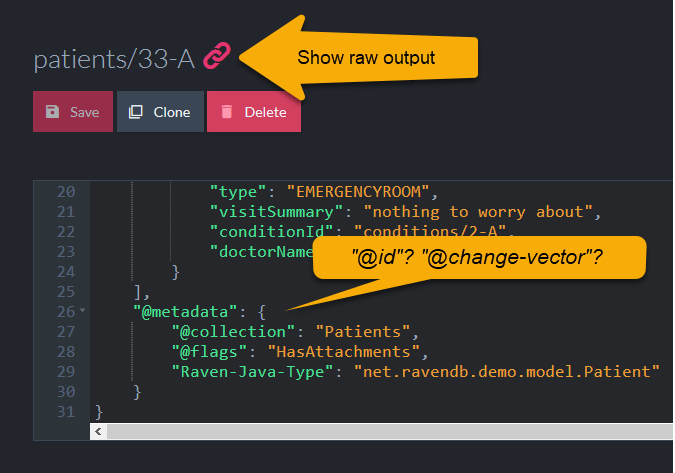 patients/33-A
Show raw output
Save Clone Delete
20 "type": "EMERGENCYROOM",
21 "visitSummary": "nothing to worry about",
22 "conditionId": "conditions/2-A",
23 "doctorName
"@id"? "@change-vector"?
24 }
25 ],
26 "@metadata": {
27 "@collection": "Patients",
28 "@flags": "HasAttachments",
29 "Raven-Java-Type": "net.ravendb.demo.model.Patient"
30 }
31 }